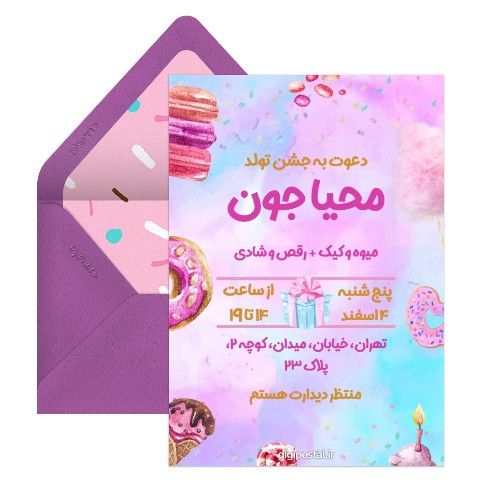 دعوت به جشن تولد
محیا جون
میوه و کیک + رقص و شادی
پنج شنبه
۴ اسفند
از ساعت
۱۴ تا ۱۹
تهران، خیابان، میدان، کوچه ۲،
پلاک ۲۳
منتظر دیدارت هستم
digipostal.ir